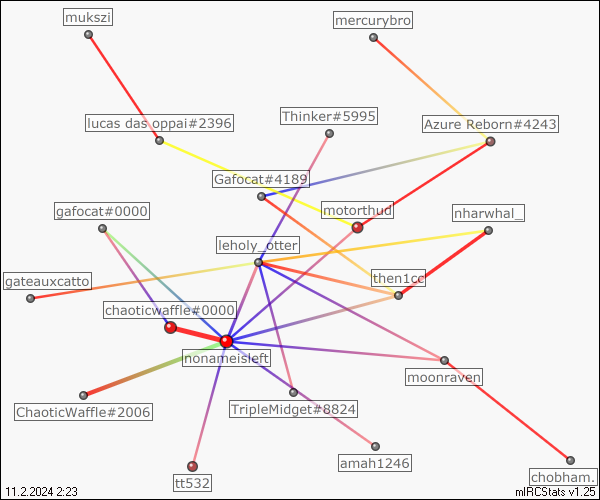 mukszi
mercurybro
Thinker#5995
lucas das oppai#2396
Azure Reborn#4243
Gafocat#4189
gafocat#0000
motorthud
nharwhal_
leholy_otter
gateauxcatto
then1cc
chaoticwaffle#0000
nonameisleft
moonraven
ChaoticWaffle#2006
TripleMidget#8824
amah1246
tt532
chobham.
11.2.2024 2:23
mIRCStats v1.25